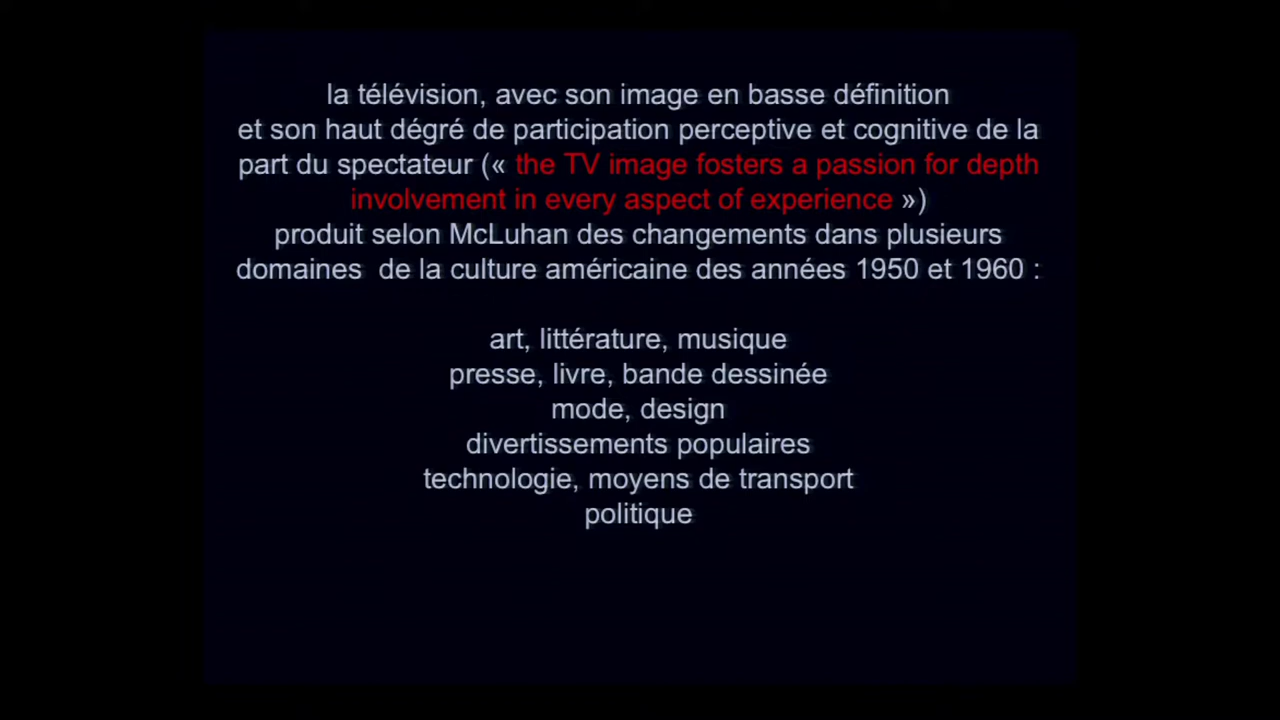 la télévision, avec son image en basse définition
et son haut dégré de participation perceptive et cognitive de la
part du spectateur (« the TV image fosters a passion for depth
involvement in every aspect of experience »)
produit selon McLuhan des changements dans plusieurs
domaines  de la culture américaine des années 1950 et 1960 :
art, littérature, musique
presse, livre, bande dessinée
mode, design
divertissements populaires
technologie, moyens de transport
politique